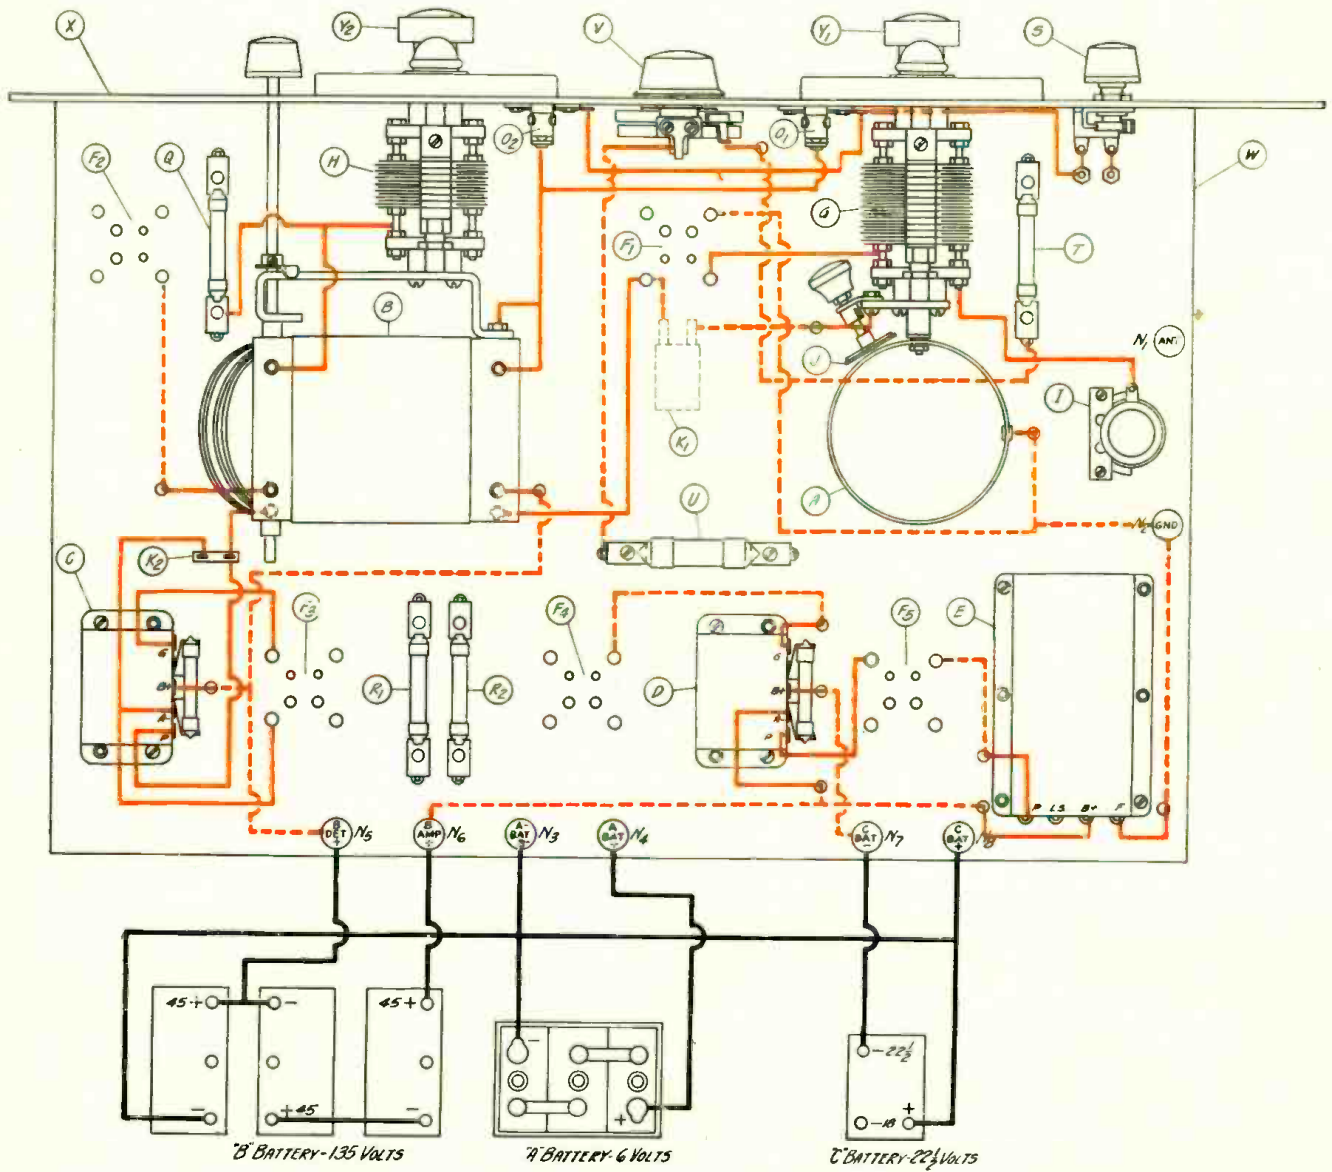 X
Y2
V
Y1
S
F2
Q
H
O2
O1
W
F1
G
T
B
J
N1 ANT
I
K1
A
U
N2 GND
C
K2
F3
F4
F5
E
G
B+
A
P
R1
R2
D
G
B+
A
P
P LS B+ F
B DET + N5
B AMP + N6
A- BAT N3
A BAT N4
C BAT - N7
C BAT + N8
45+
-
45+
-22½
-
+
-
+45
-
-18
+
"B" BATTERY-135 VOLTS
"A" BATTERY-6 VOLTS
"C" BATTERY-22½ VOLTS